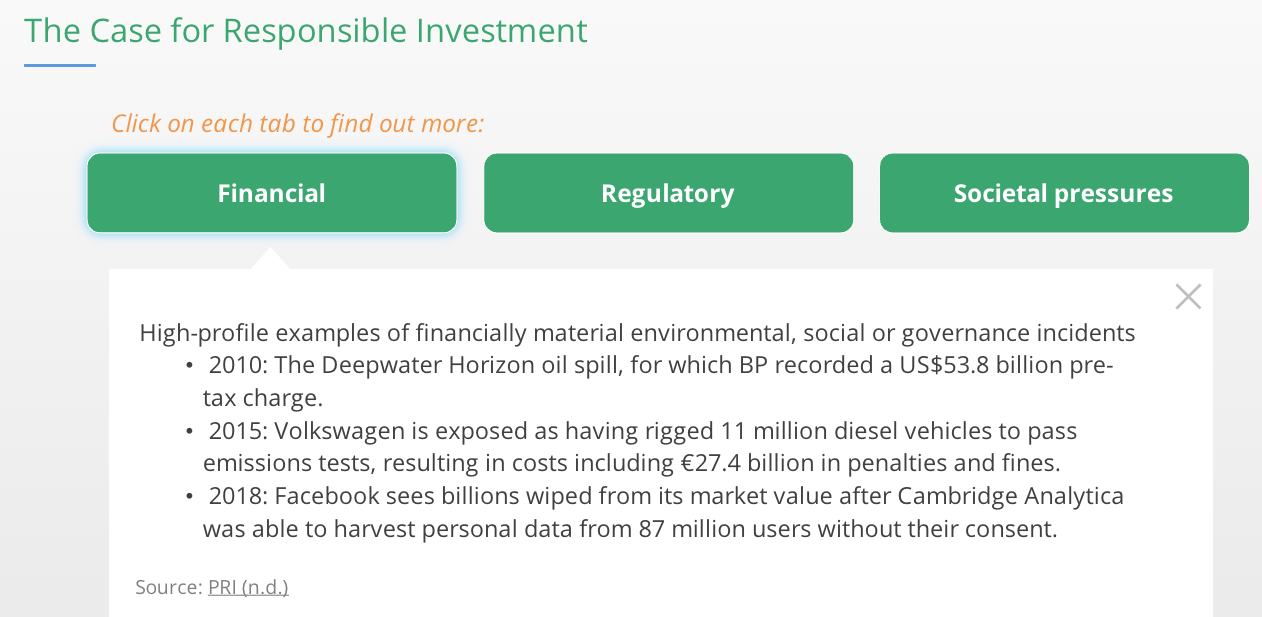 The Case for Responsible Investment
Click on each tab to find out more:
Financial
Regulatory
Societal pressures
High-profile examples of financially material environmental, social or governance incidents
• 2010: The Deepwater Horizon oil spill, for which BP recorded a US$53.8 billion pre-
tax charge.
• 2015: Volkswagen is exposed as having rigged 11 million diesel vehicles to pass
emissions tests, resulting in costs including €27.4 billion in penalties and fines.
• 2018: Facebook sees billions wiped from its market value after Cambridge Analytica
was able to harvest personal data from 87 million users without their consent.
Source: PRI (n.d.)